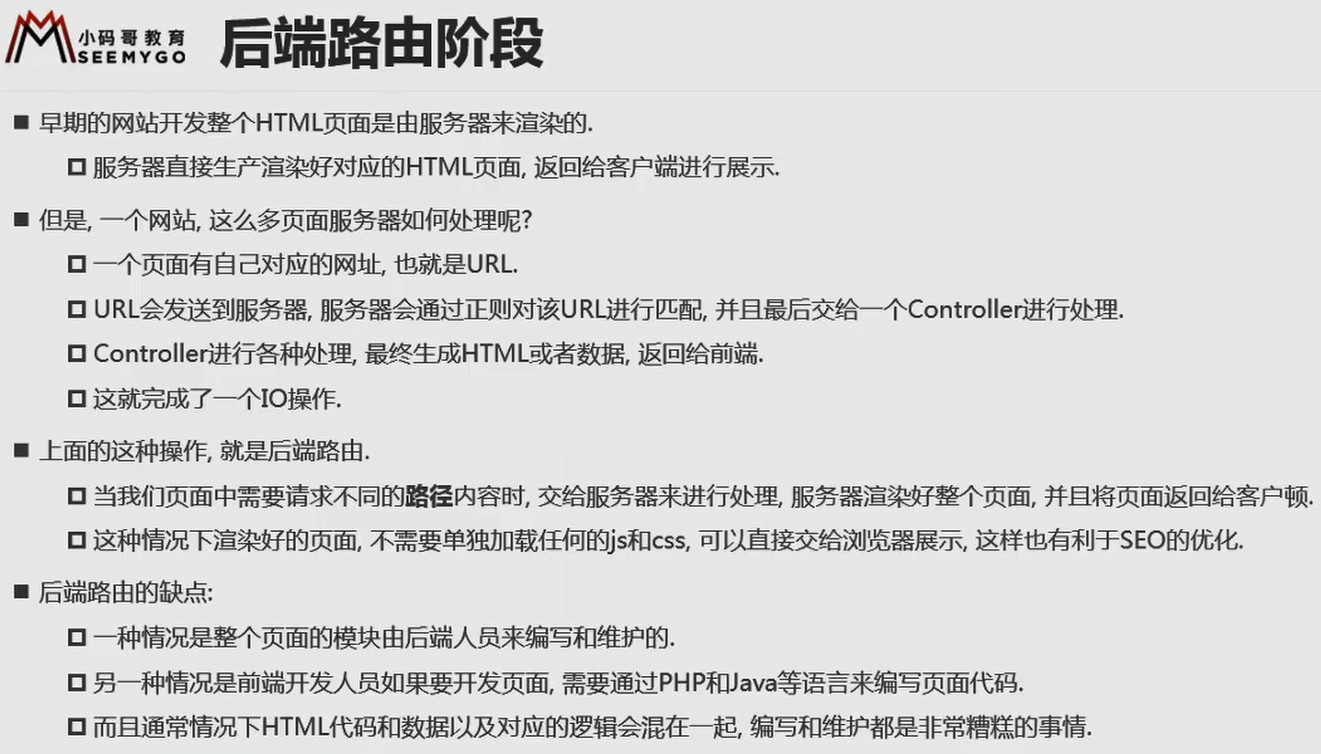 小码哥教育
SEEMYGO
后端路由阶段
早期的网站开发整个HTML页面是由服务器来渲染的.
服务器直接生产渲染好对应的HTML页面, 返回给客户端进行展示.
但是, 一个网站, 这么多页面服务器如何处理呢?
一个页面有自己对应的网址, 也就是URL.
URL会发送到服务器, 服务器会通过正则对该URL进行匹配, 并且最后交给一个Controller进行处理.
Controller进行各种处理, 最终生成HTML或者数据, 返回给前端.
这就完成了一个IO操作.
上面的这种操作, 就是后端路由.
当我们页面中需要请求不同的路径内容时, 交给服务器来进行处理, 服务器渲染好整个页面, 并且将页面返回给客户顿.
这种情况下渲染好的页面, 不需要单独加载任何的js和css, 可以直接交给浏览器展示, 这样也有利于SEO的优化.
后端路由的缺点:
一种情况是整个页面的模块由后端人员来编写和维护的.
另一种情况是前端开发人员如果要开发页面, 需要通过PHP和Java等语言来编写页面代码.
而且通常情况下HTML代码和数据以及对应的逻辑会混在一起, 编写和维护都是非常糟糕的事情.